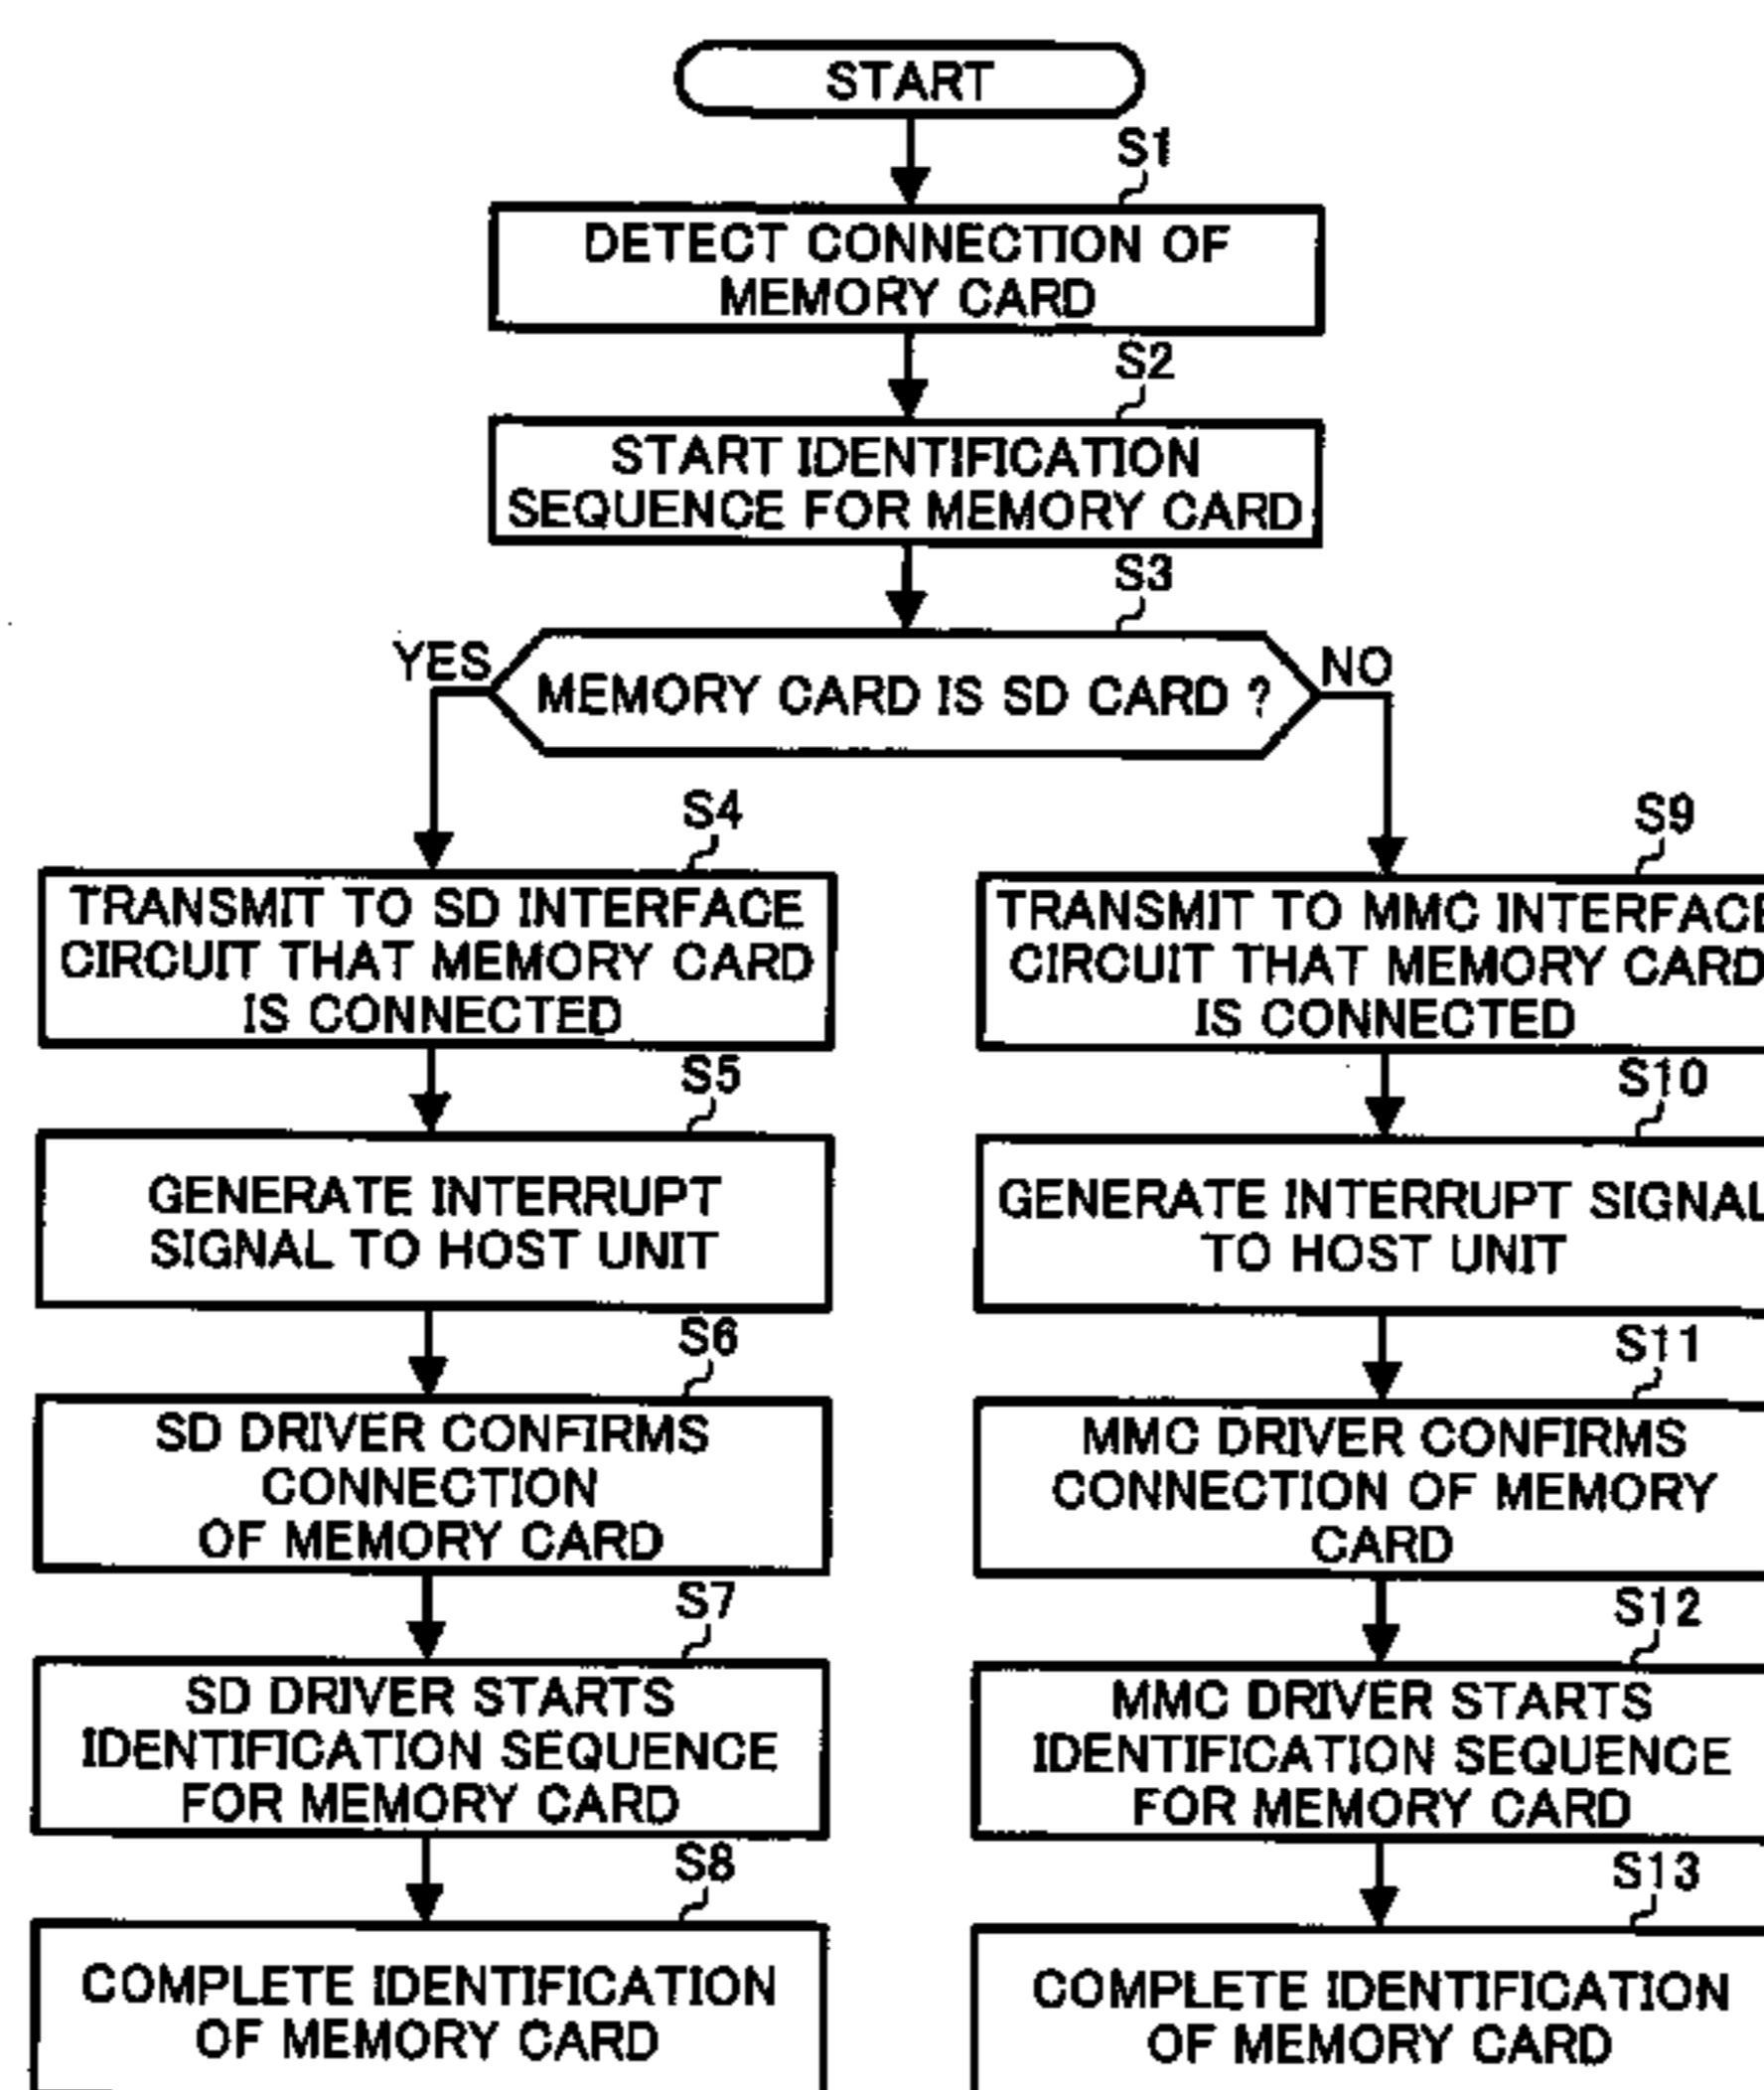 START
S1
DETECT CONNECTION OF
MEMORY CARD
S2
START IDENTIFICATION
SEQUENCE FOR MEMORY CARD
S3
MEMORY CARD IS SD CARD ?
YES
NO
S4
TRANSMIT TO SD INTERFACE
CIRCUIT THAT MEMORY CARD
IS CONNECTED
S5
GENERATE INTERRUPT
SIGNAL TO HOST UNIT
S6
SD DRIVER CONFIRMS
CONNECTION
OF MEMORY CARD
S7
SD DRIVER STARTS
IDENTIFICATION SEQUENCE
FOR MEMORY CARD
S8
COMPLETE IDENTIFICATION
OF MEMORY CARD
S9
TRANSMIT TO MMC INTERFACE
CIRCUIT THAT MEMORY CARD
IS CONNECTED
S10
GENERATE INTERRUPT SIGNAL
TO HOST UNIT
S11
MMC DRIVER CONFIRMS
CONNECTION OF MEMORY
CARD
S12
MMC DRIVER STARTS
IDENTIFICATION SEQUENCE
FOR MEMORY CARD
S13
COMPLETE IDENTIFICATION
OF MEMORY CARD